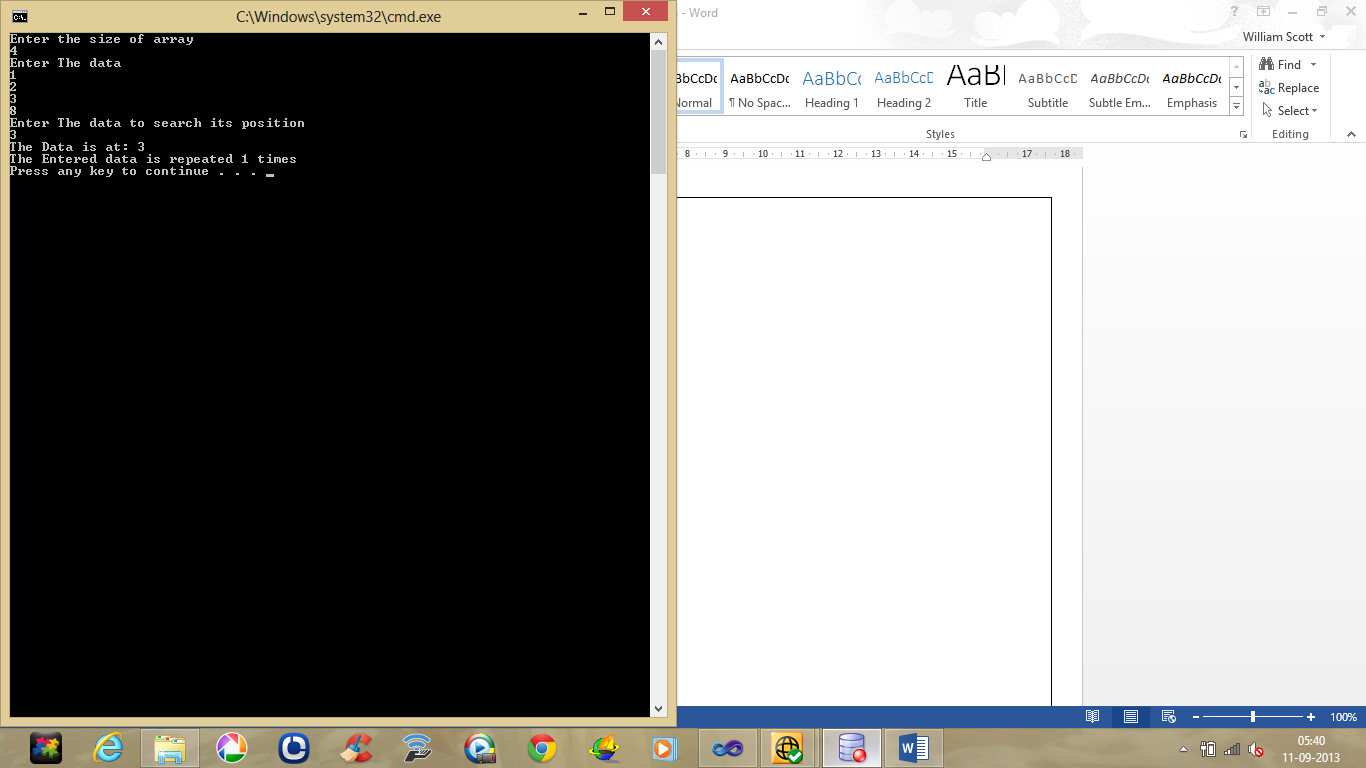 C:\Windows\system32\cmd.exe
Enter the size of array
4
Enter The data
1
2
3
8
Enter The data to search its position
3
The Data is at: 3
The Entered data is repeated 1 times
Press any key to continue . . .
- Word
William Scott
AaBbCcDc AaBbCcDc AaBbCc AaBbCcD AaB AaBbCcD AaBbCcDc AaBbCcDc
Normal ¶ No Spac... Heading 1 Heading 2 Title Subtitle Subtle Em... Emphasis
Styles
Find
Replace
Select
Editing
8 9 10 11 12 13 14 15 17 18
100%
05:40
11-09-2013